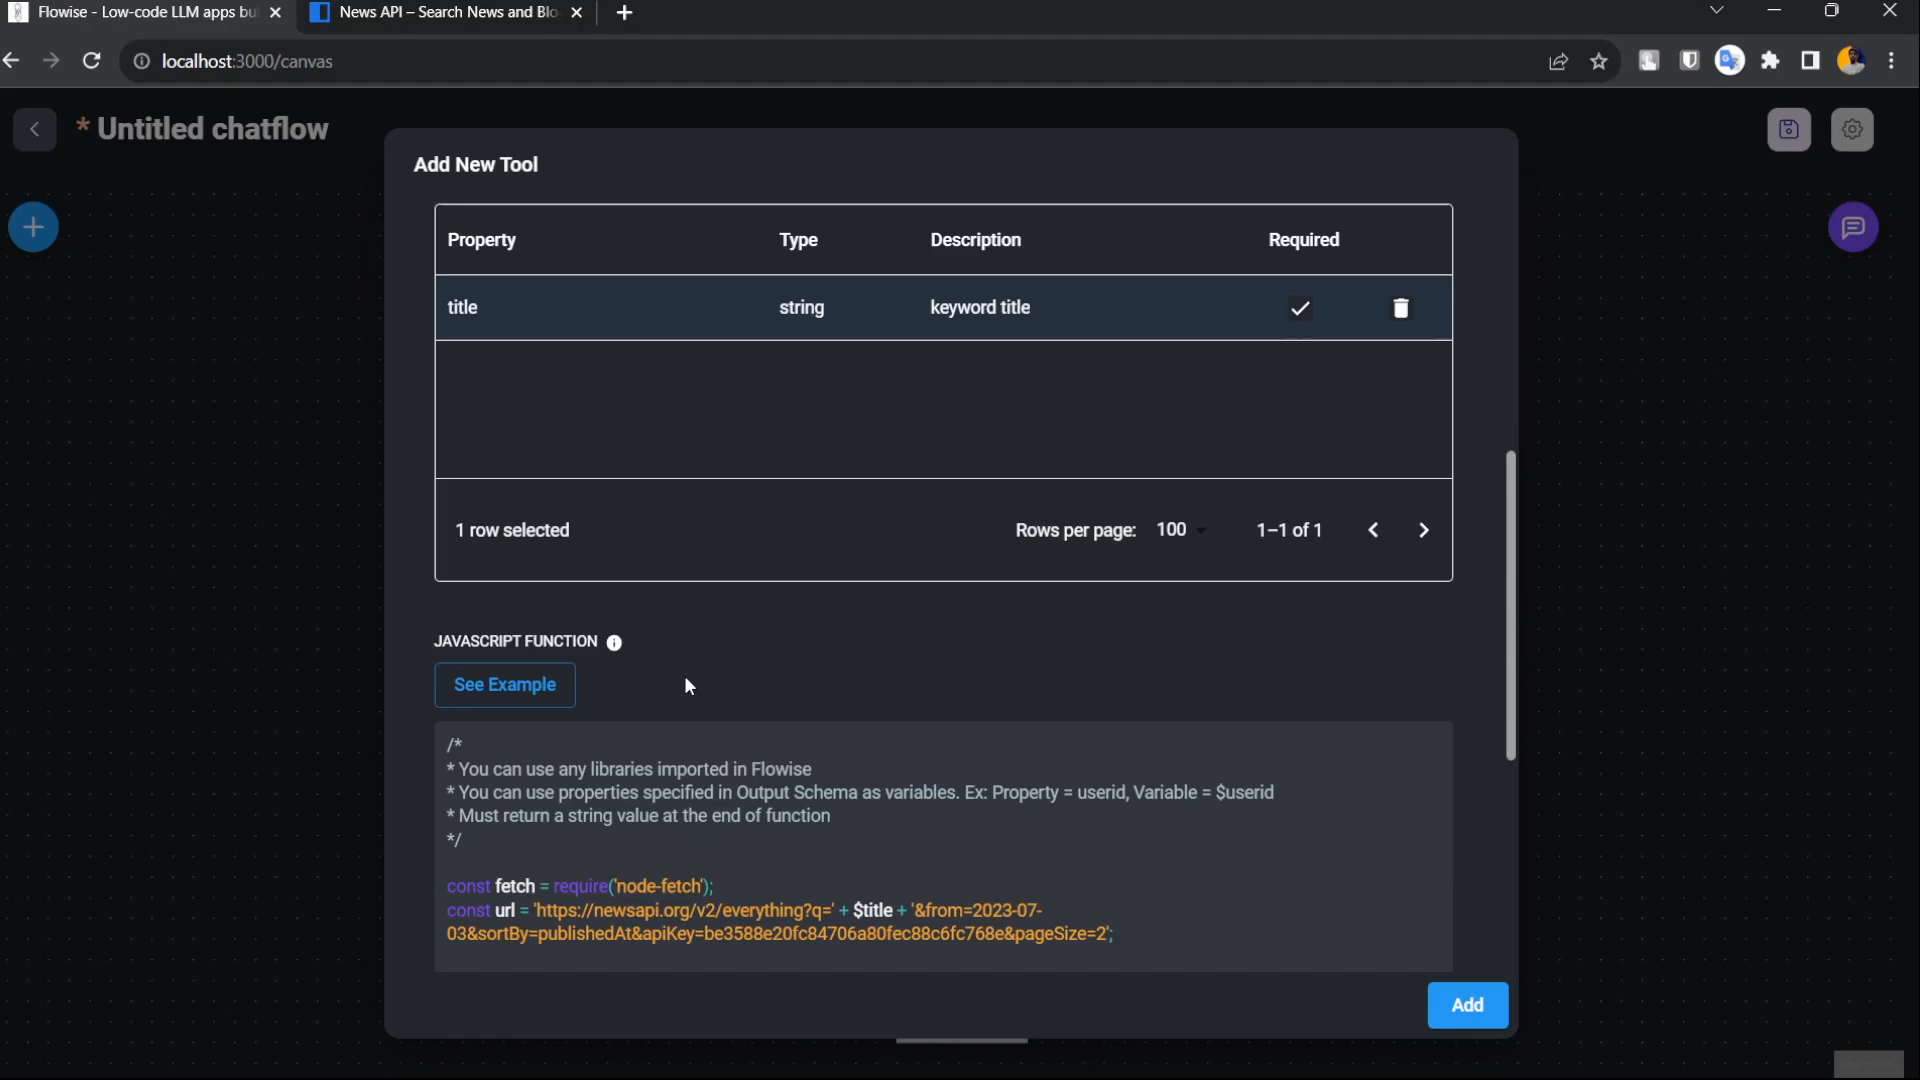 Flowise - Low-code LLM apps bu
News API – Search News and Blo
localhost:3000/canvas
* Untitled chatflow
Add New Tool
Property Type Description Required
title string keyword title
1 row selected Rows per page: 100 1–1 of 1
JAVASCRIPT FUNCTION
See Example
/*
* You can use any libraries imported in Flowise
* You can use properties specified in Output Schema as variables. Ex: Property = userid, Variable = $userid
* Must return a string value at the end of function
*/
const fetch = require('node-fetch');
const url = 'https://newsapi.org/v2/everything?q=' + $title + '&from=2023-07-
03&sortBy=publishedAt&apiKey=be3588e20fc84706a80fec88c6fc768e&pageSize=2';
Add